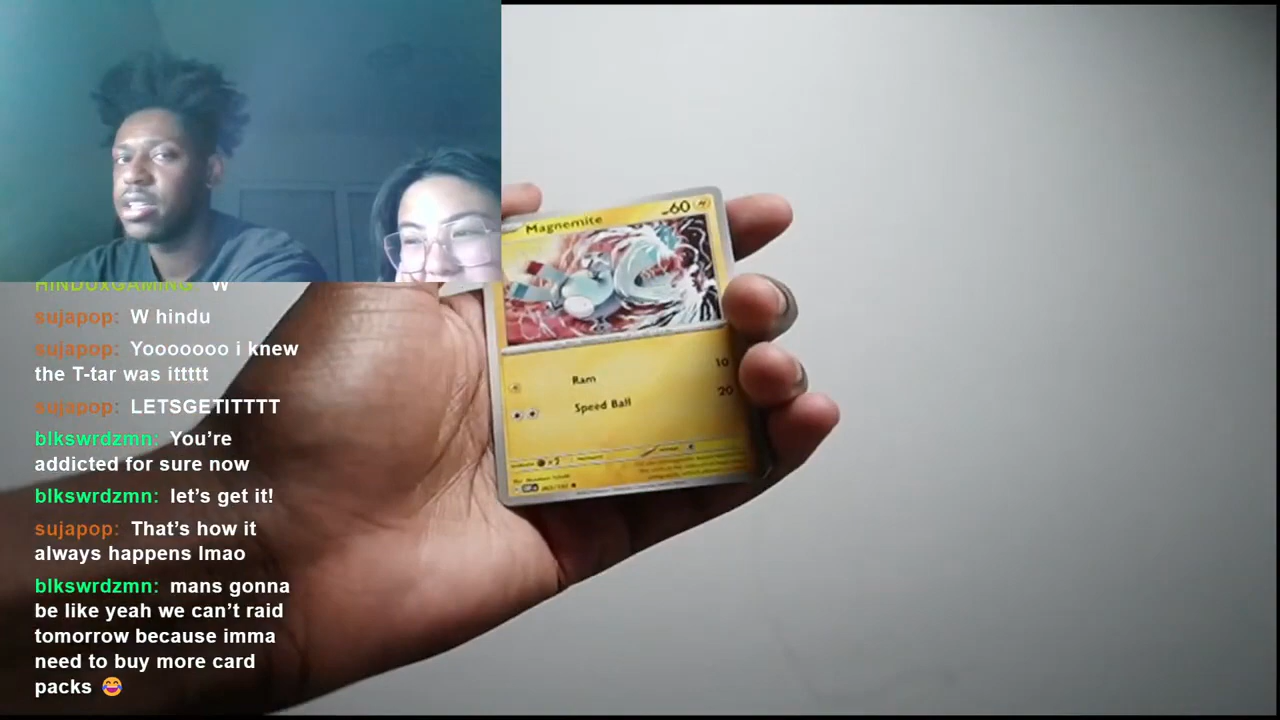 HINDUxGAMING W
sujapop: W hindu
sujapop: Yooooooo i knew
the T-tar was ittttt
sujapop: LETSGETITTTT
blkswrdzmn: You're
addicted for sure now
blkswrdzmn: let's get it!
sujapop: That's how it
always happens lmao
blkswrdzmn: mans gonna
be like yeah we can't raid
tomorrow because imma
need to buy more card
packs 😂
Magnemite 60
Ram 10
Speed Ball 20